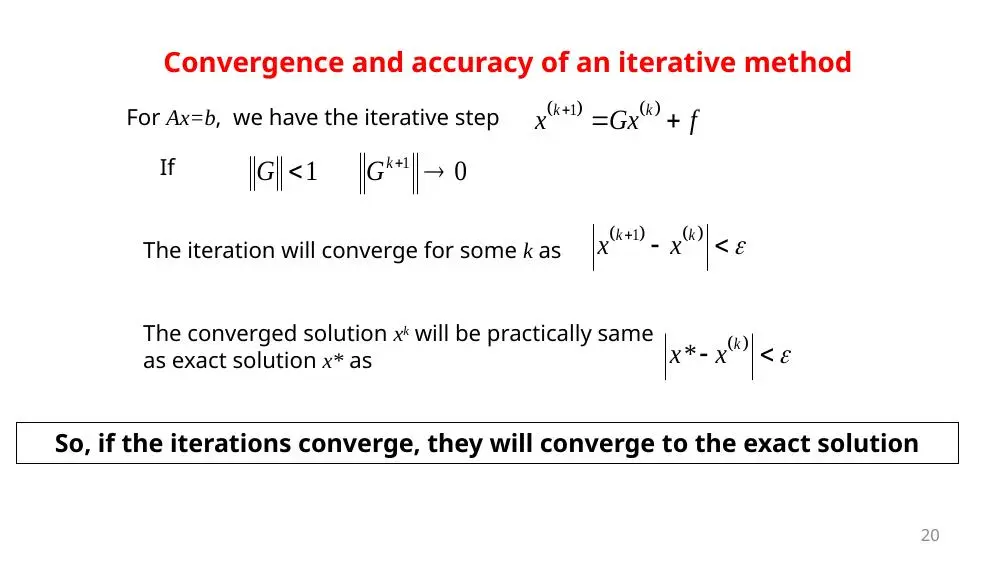 Convergence and accuracy of an iterative method
For Ax=b, we have the iterative step x^(k+1) = Gx^(k) + f
If ‖G‖ < 1 ‖G^k+1‖ → 0
The iteration will converge for some k as |x^(k+1) - x^(k)| < ε
The converged solution x^k will be practically same
as exact solution x* as |x* - x^(k)| < ε
So, if the iterations converge, they will converge to the exact solution
20